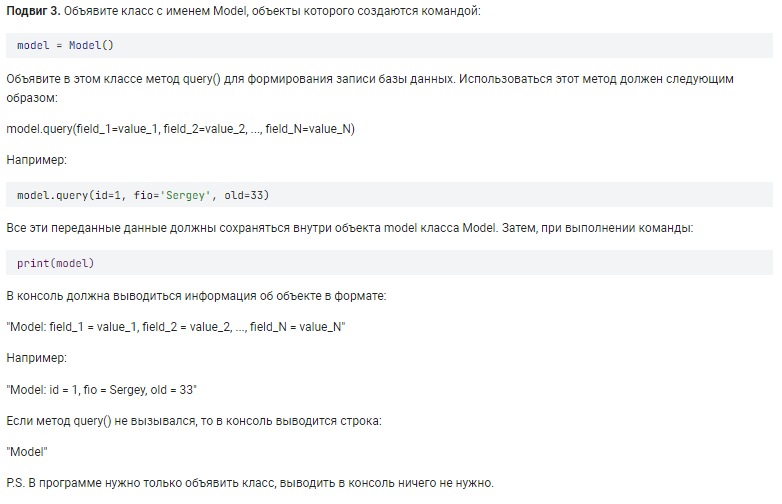 Подвиг 3. Объявите класс с именем Model, объекты которого создаются командой:
model = Model()
Объявите в этом классе метод query() для формирования записи базы данных. Использоваться этот метод должен следующим
образом:
model.query(field_1=value_1, field_2=value_2, ..., field_N=value_N)
Например:
model.query(id=1, fio='Sergey', old=33)
Все эти переданные данные должны сохраняться внутри объекта model класса Model. Затем, при выполнении команды:
print(model)
В консоль должна выводиться информация об объекте в формате:
"Model: field_1 = value_1, field_2 = value_2, ..., field_N = value_N"
Например:
"Model: id = 1, fio = Sergey, old = 33"
Если метод query() не вызывался, то в консоль выводится строка:
"Model"
P.S. В программе нужно только объявить класс, выводить в консоль ничего не нужно.